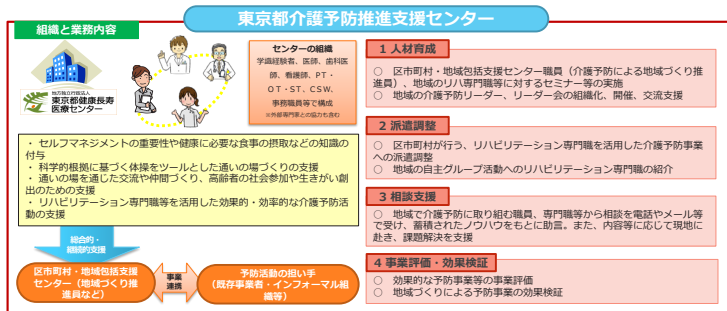 東京都介護予防推進支援センター
組織と業務内容
地方独立行政法人
東京都健康長寿
医療センター
センターの組織
学識経験者、医師、歯科医
師、看護師、PT・
OT・ST、CSW、
事務職員等で構成
※外部専門家との協力も含む
・ セルフマネジメントの重要性や健康に必要な食事の摂取などの知識の
付与
・ 科学的根拠に基づく体操をツールとした通いの場づくりの支援
・ 通いの場を通じた交流や仲間づくり、高齢者の社会参加や生きがい創
出のための支援
・ リハビリテーション専門職等を活用した効果的・効率的な介護予防活
動の支援
総合的・
継続的支援
区市町村・地域包括支援
センター（地域づくり推
進員など）
事業
連携
予防活動の担い手
（既存事業者・インフォーマル組
織等）
1 人材育成
○ 区市町村・地域包括支援センター職員（介護予防による地域づくり推
進員）、地域のリハ専門職等に対するセミナー等の実施
○ 地域の介護予防リーダー、リーダー会の組織化、開催、交流支援
2 派遣調整
○ 区市町村が行う、リハビリテーション専門職を活用した介護予防事業
への派遣調整
○ 地域の自主グループ活動へのリハビリテーション専門職の紹介
3 相談支援
○ 地域で介護予防に取り組む職員、専門職等から相談を電話やメール等
で受け、蓄積されたノウハウをもとに助言。また、内容等に応じて現地に
赴き、課題解決を支援
4 事業評価・効果検証
○ 効果的な予防事業等の事業評価
○ 地域づくりによる予防事業の効果検証